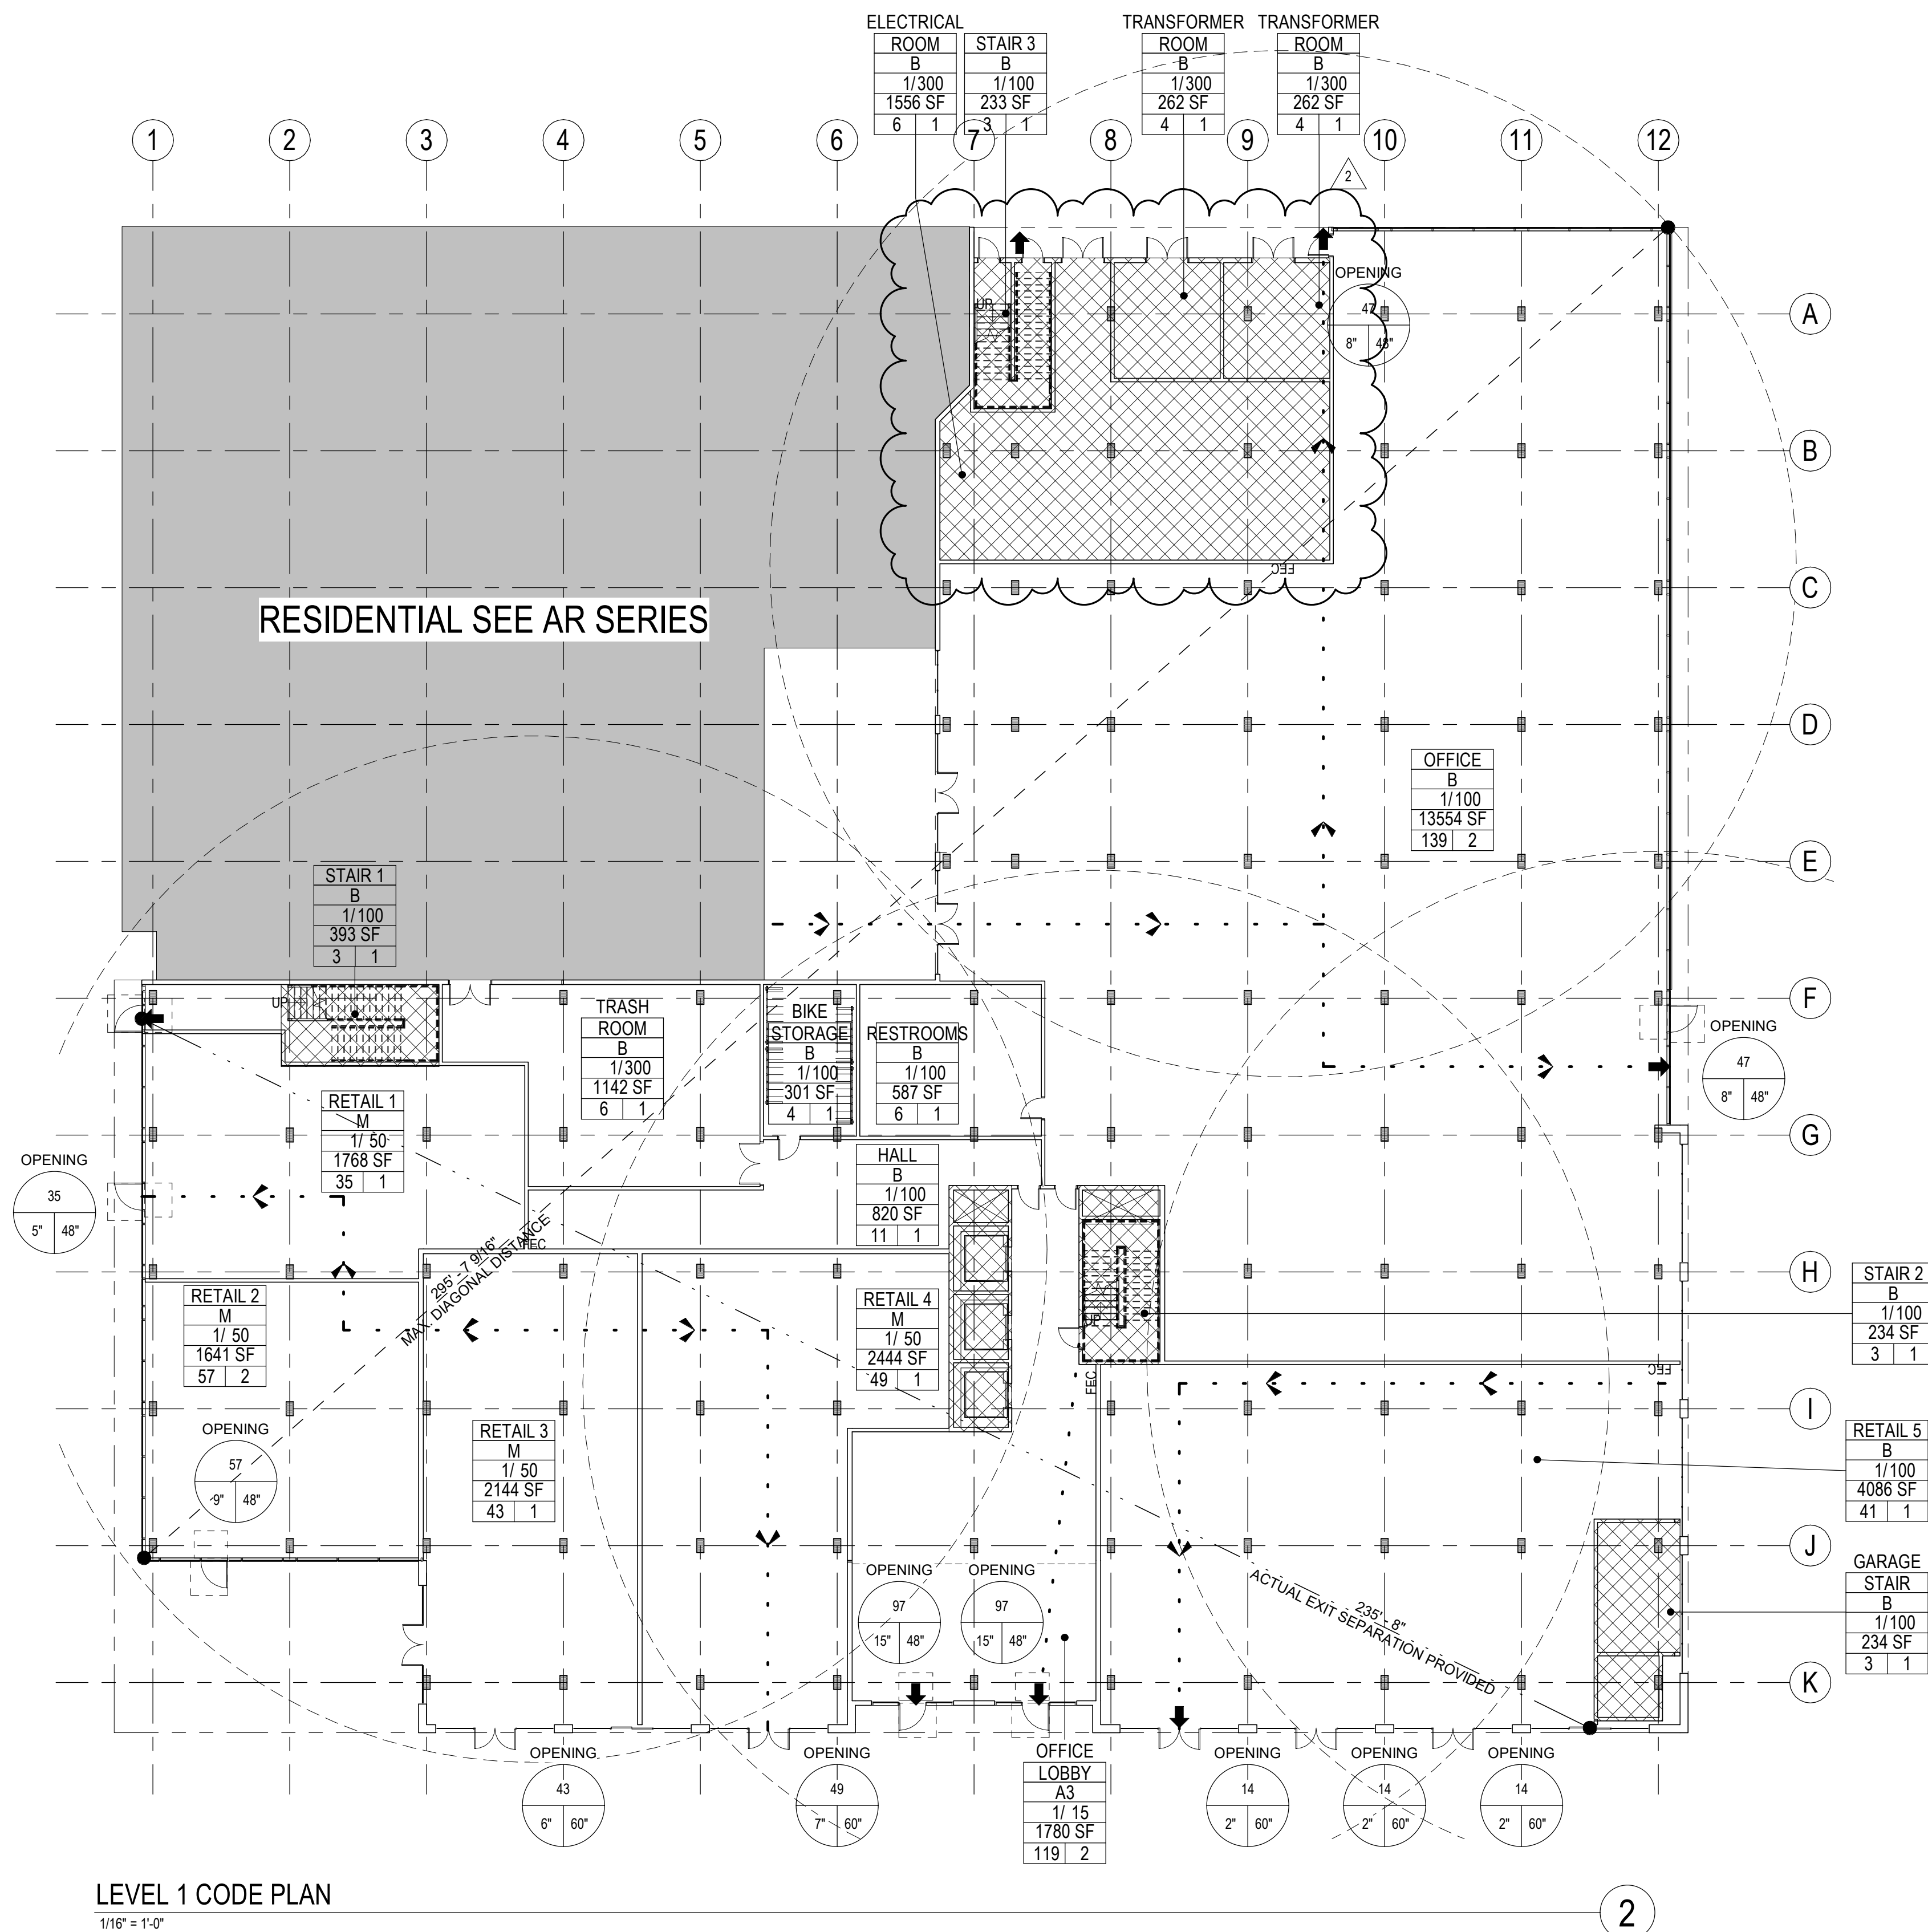 ELECTRICAL
ROOM
B
1/300
1556 SF
6 1
STAIR 3
B
1/100
233 SF
3 1
TRANSFORMER
ROOM
B
1/300
262 SF
4 1
TRANSFORMER
ROOM
B
1/300
262 SF
4 1
1 2 3 4 5 6 7 8 9 10 11 12
2
UP
OPENING
47
8" 48"
A
B
FEC
C
RESIDENTIAL SEE AR SERIES
D
OFFICE
B
1/100
13554 SF
139 2
E
STAIR 1
B
1/100
393 SF
3 1
UP
F
TRASH
ROOM
B
1/300
1142 SF
6 1
BIKE
STORAGE
B
1/100
301 SF
4 1
RESTROOMS
B
1/100
587 SF
6 1
OPENING
47
8" 48"
RETAIL 1
M
1/ 50
1768 SF
35 1
G
OPENING
35
5" 48"
HALL
B
1/100
820 SF
11 1
FEC
295' - 7 9/16"
MAX. DIAGONAL DISTANCE
H
STAIR 2
B
1/100
234 SF
3 1
RETAIL 2
M
1/ 50
1641 SF
57 2
RETAIL 4
M
1/ 50
2444 SF
49 1
UP
FEC
FEC
I
OPENING
57
9" 48"
RETAIL 3
M
1/ 50
2144 SF
43 1
RETAIL 5
B
1/100
4086 SF
41 1
J
OPENING
97
15" 48"
OPENING
97
15" 48"
235' - 8"
ACTUAL EXIT SEPARATION PROVIDED
GARAGE
STAIR
B
1/100
234 SF
3 1
K
OPENING
43
6" 60"
OPENING
49
7" 60"
OFFICE
LOBBY
A3
1/ 15
1780 SF
119 2
OPENING
14
2" 60"
OPENING
14
2" 60"
OPENING
14
2" 60"
LEVEL 1 CODE PLAN
1/16" = 1'-0"
2